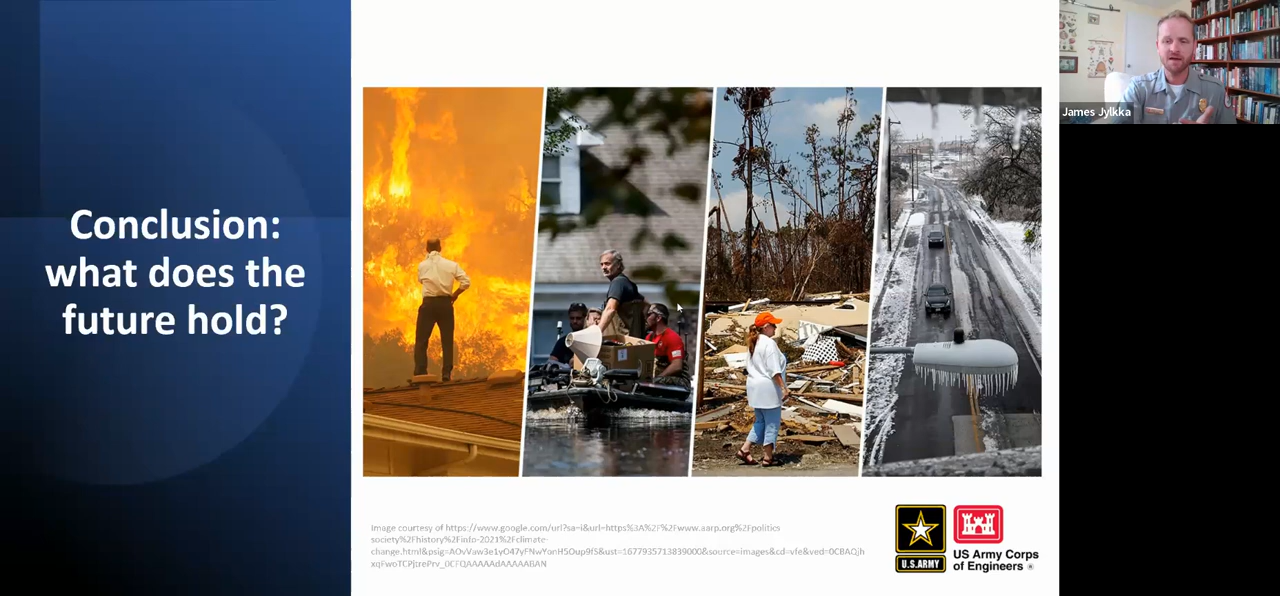 Conclusion:
what does the
future hold?
James Jylkka
Image courtesy of https://www.google.com/url?sa=i&url=https%3A%2F%2Fwww.aarp.org%2Fpolitics
society%2Fhistory%2Finfo-2021%2Fclimate-
change.html&psig=AOvVaw3e1yO47yFNwYonH5Oup9f5&ust=1677935713839000&source=images&cd=vfe&ved=0CBAQjh
xqFwoTCPjtrePrv_0CFQAAAAAdAAAAABAN
U.S.ARMY
US Army Corps
of Engineers ®